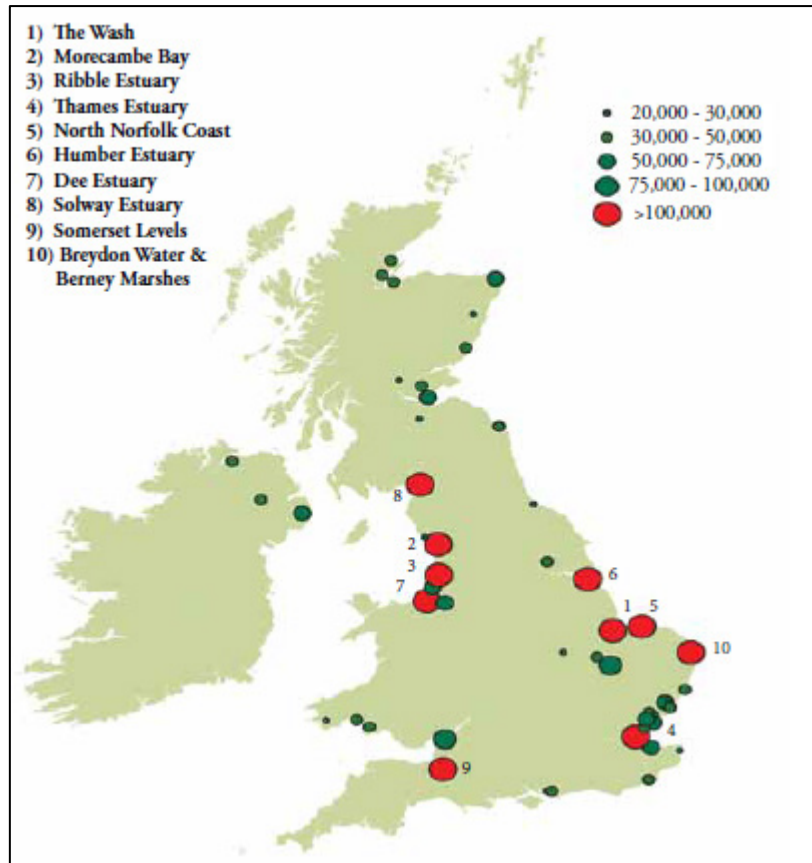 1) The Wash
2) Morecambe Bay
3) Ribble Estuary
4) Thames Estuary
5) North Norfolk Coast
6) Humber Estuary
7) Dee Estuary
8) Solway Estuary
9) Somerset Levels
10) Breydon Water &
Berney Marshes
20,000 - 30,000
30,000 - 50,000
50,000 - 75,000
75,000 - 100,000
>100,000
8
2
3
7
6
1
5
10
4
9